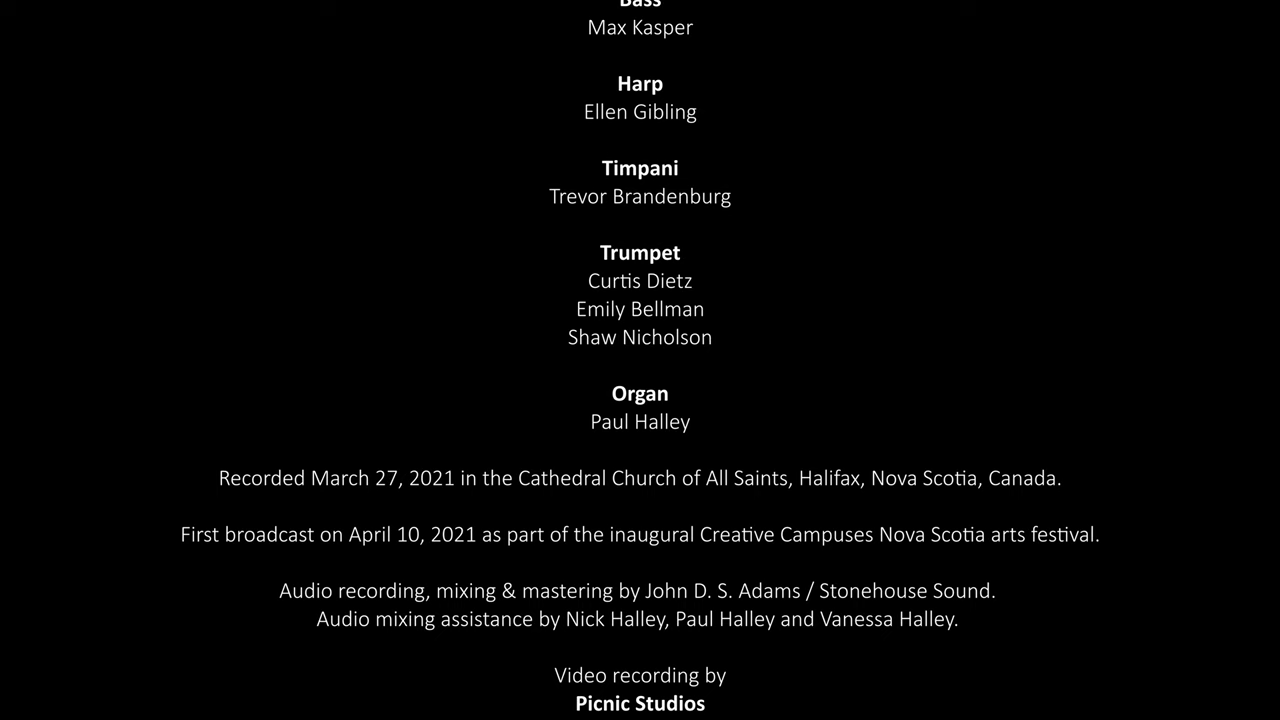 Bass
Max Kasper
Harp
Ellen Gibling
Timpani
Trevor Brandenburg
Trumpet
Curtis Dietz
Emily Bellman
Shaw Nicholson
Organ
Paul Halley
Recorded March 27, 2021 in the Cathedral Church of All Saints, Halifax, Nova Scotia, Canada.
First broadcast on April 10, 2021 as part of the inaugural Creative Campuses Nova Scotia arts festival.
Audio recording, mixing & mastering by John D. S. Adams / Stonehouse Sound.
Audio mixing assistance by Nick Halley, Paul Halley and Vanessa Halley.
Video recording by
Picnic Studios